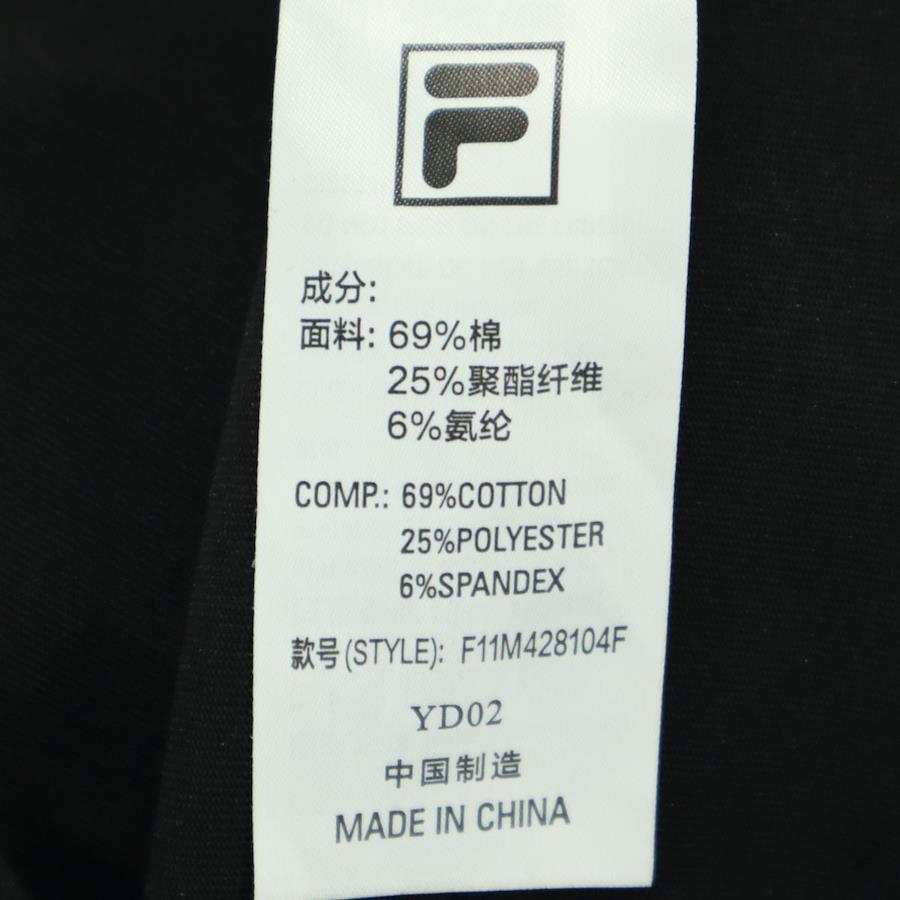 F
成分:
面料: 69%棉
25%聚酯纤维
6%氨纶
COMP.: 69%COTTON
25%POLYESTER
6%SPANDEX
款号(STYLE): F11M428104F
YD02
中国制造
MADE IN CHINA